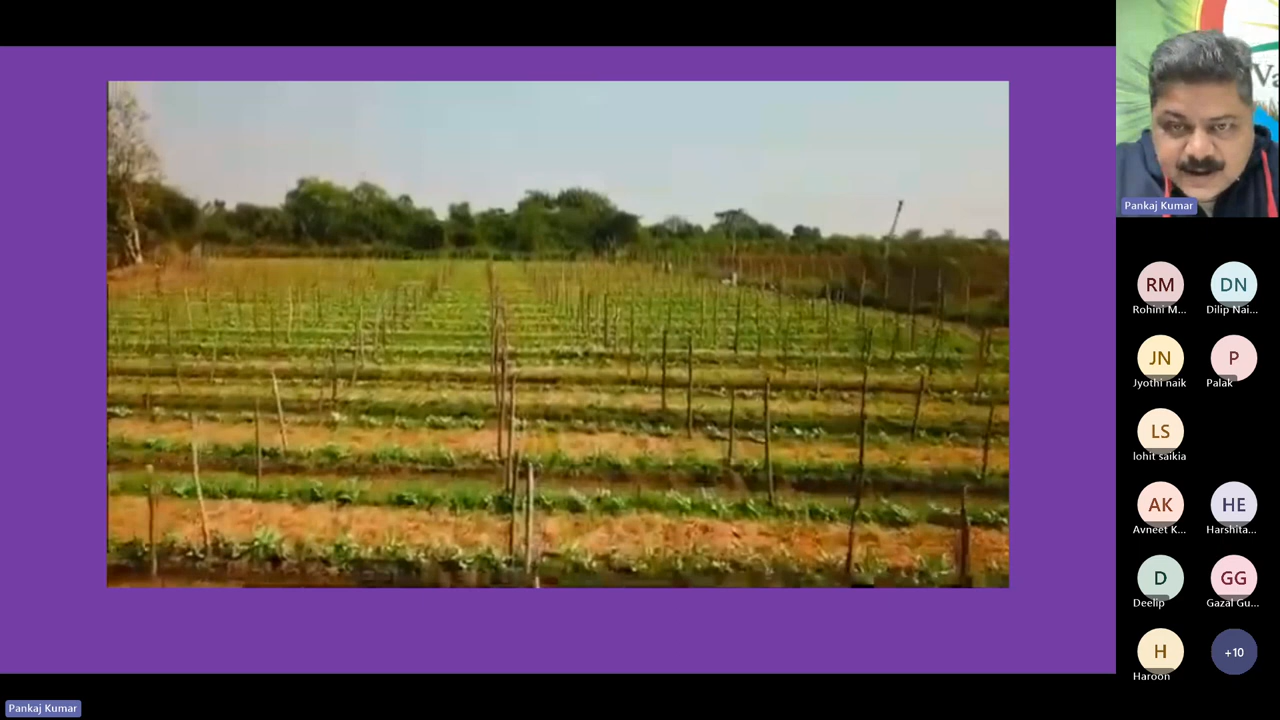 Va
Pankaj Kumar
RM
DN
Rohini M...
Dilip Nai...
JN
P
Jyothi naik
Palak
LS
lohit saikia
AK
HE
Avneet K...
Harshita...
D
GG
Deelip
Gazal Gu...
H
+10
Haroon
Pankaj Kumar